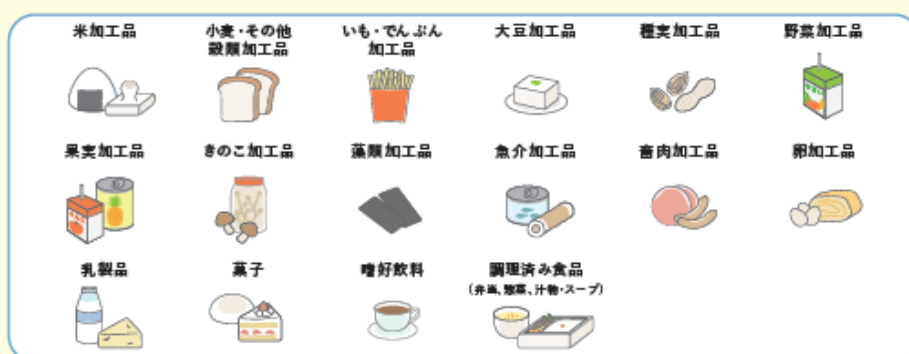 米加工品
小麦・その他
穀類加工品
いも・でんぷん
加工品
大豆加工品
種実加工品
野菜加工品
果実加工品
きのこ加工品
藻類加工品
魚介加工品
畜肉加工品
卵加工品
乳製品
菓子
嗜好飲料
調理済み食品
(弁当、惣菜、汁物・スープ)